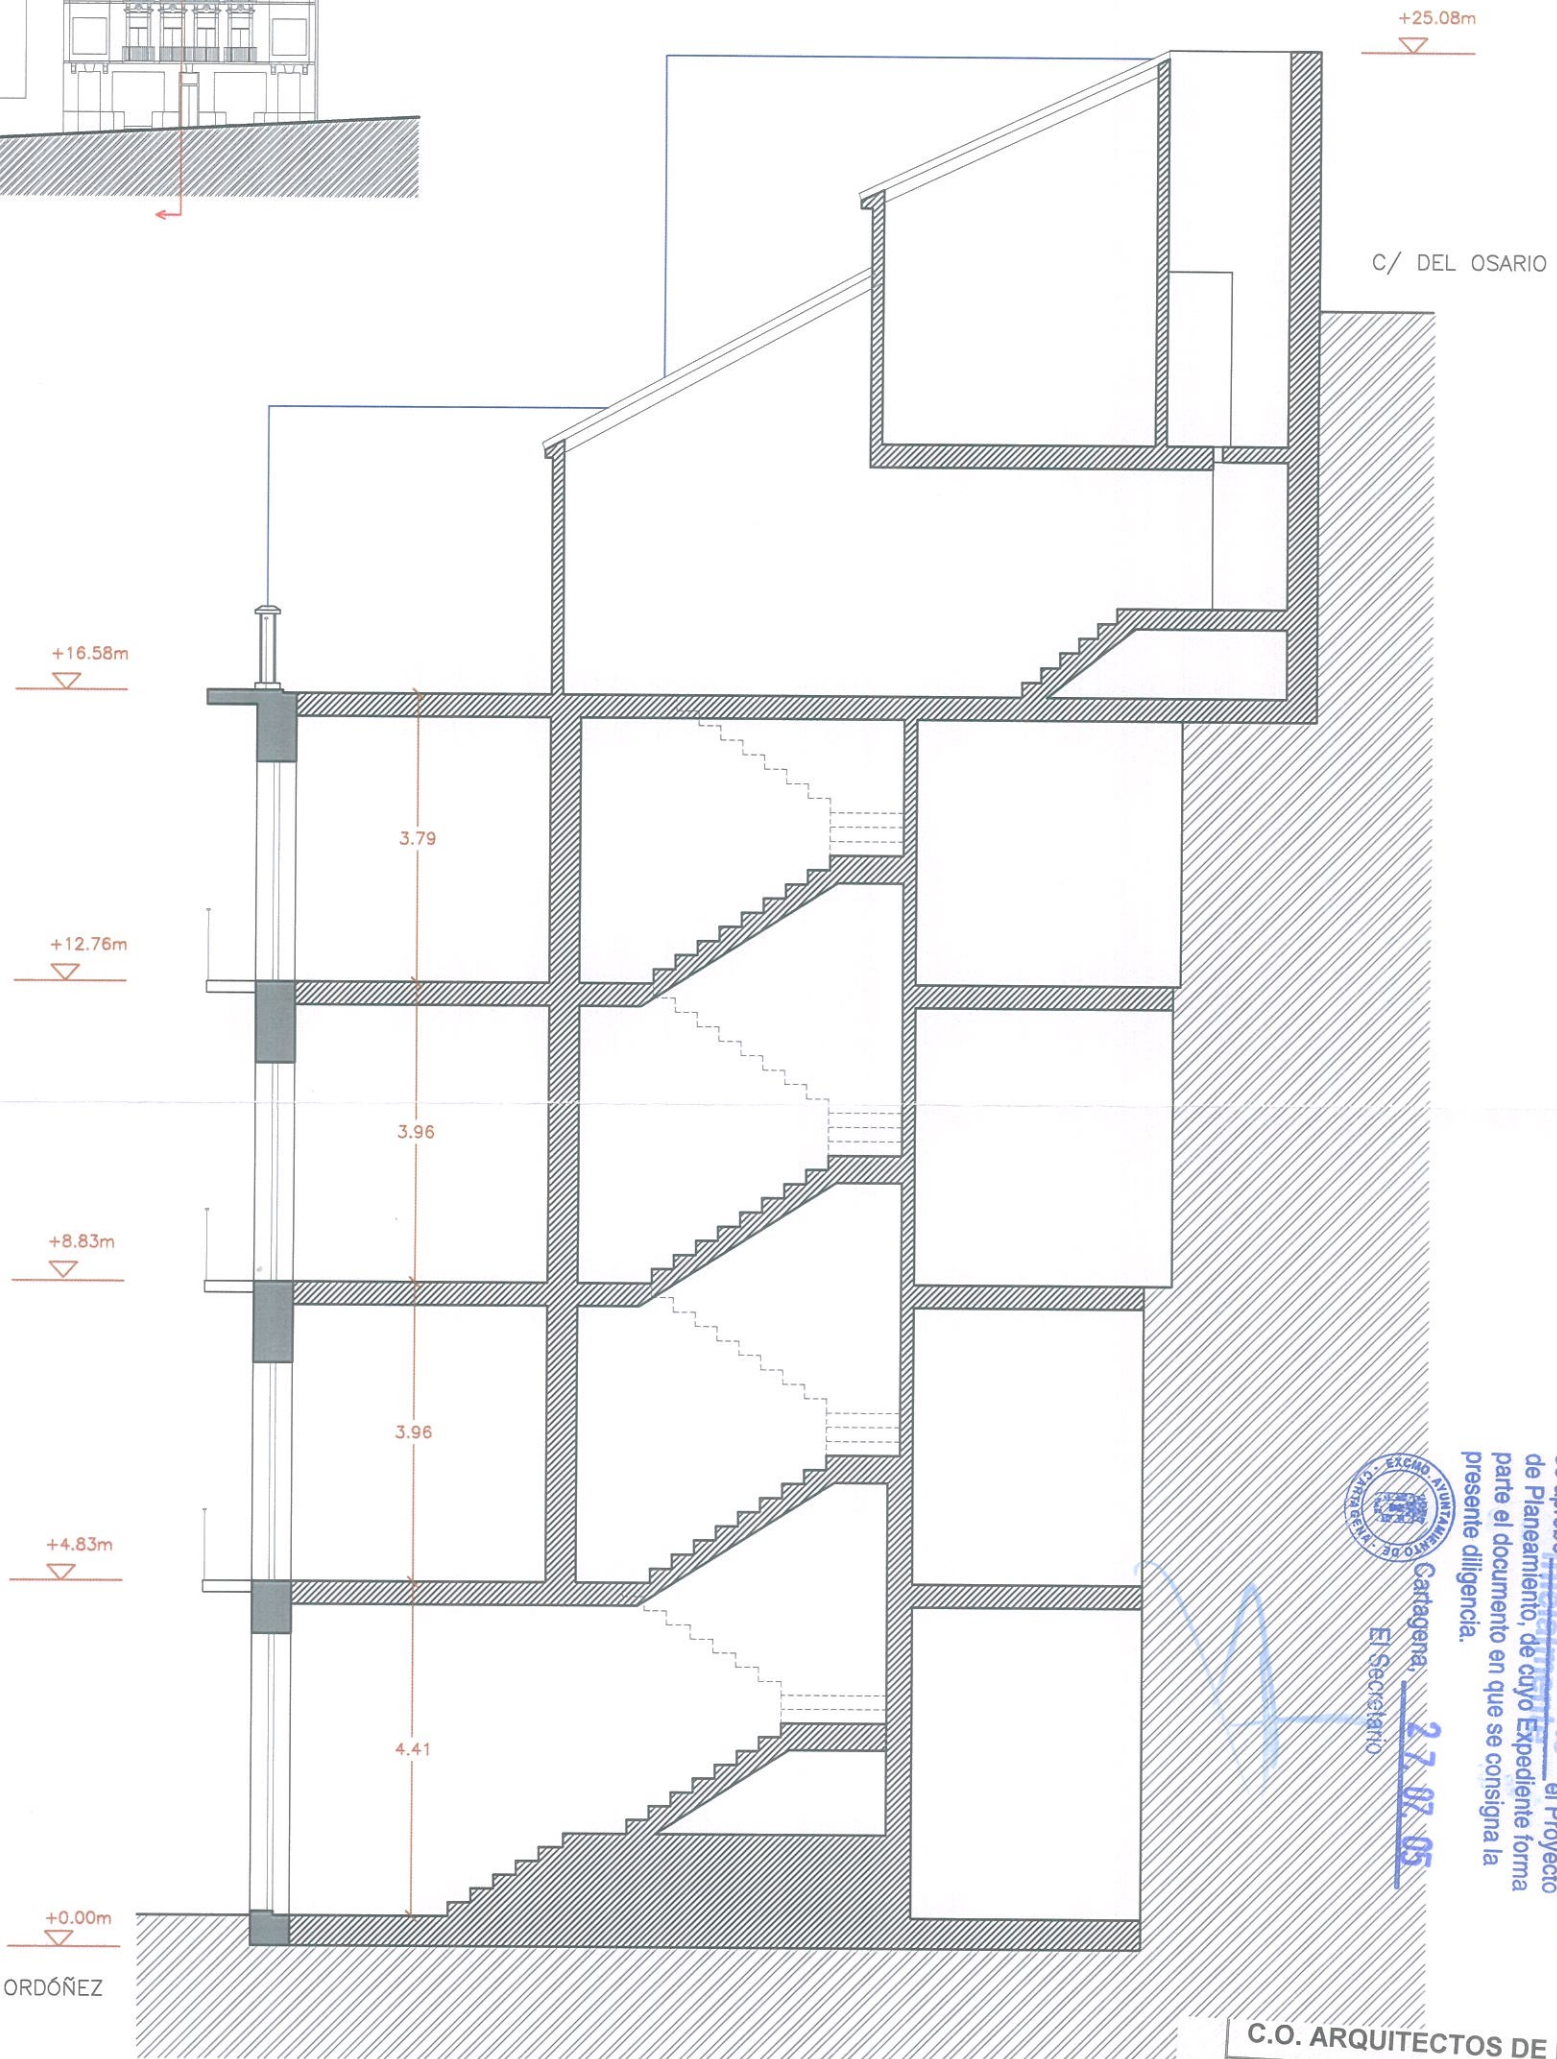 +25.08m
C/ DEL OSARIO
+16.58m
3.79
+12.76m
3.96
+8.83m
3.96
+4.83m
4.41
+0.00m
ORDÓÑEZ
el Proyecto
de Planeamiento, de cuyo Expediente forma
parte el documento en que se consigna la
presente diligencia.
EXCMO. AYUNTAMIENTO DE CARTAGENA
Cartagena, 27.07.05
El Secretario
C.O. ARQUITECTOS DE